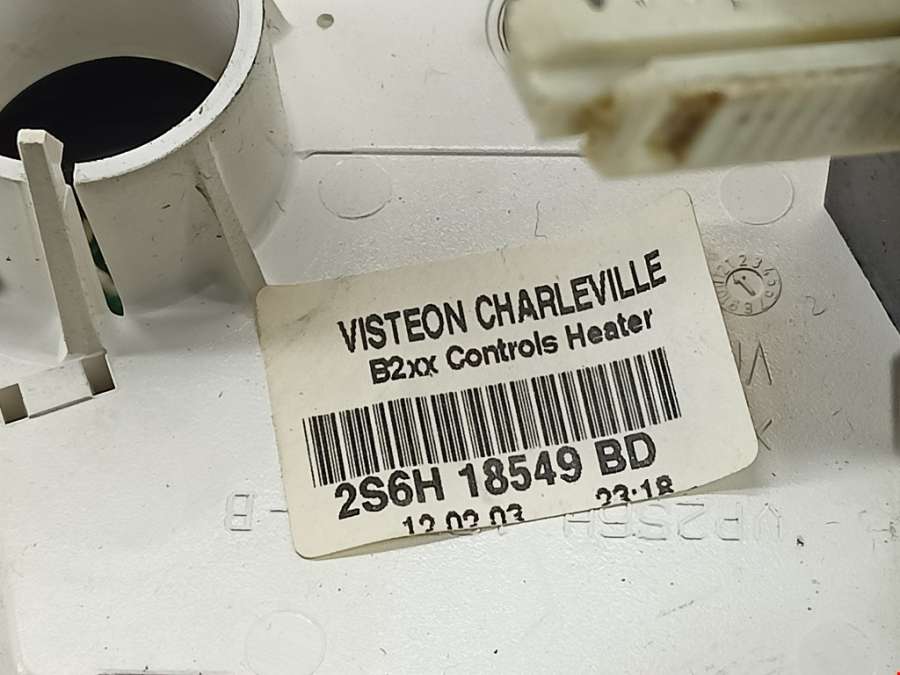 VISTEON CHARLEVILLE
B2xx Controls Heater
2S6H 18549 BD
12.02.03 23:18